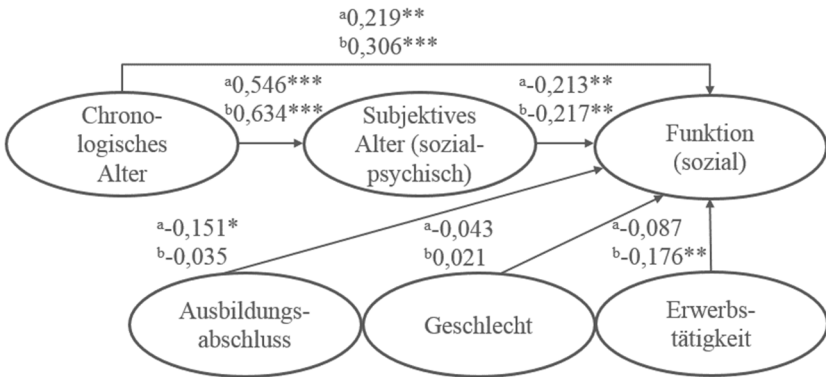 ᵃ0,219**
ᵇ0,306***
ᵃ0,546***
ᵇ0,634***
ᵃ-0,213**
ᵇ-0,217**
Chrono-
logisches
Alter
Subjektives
Alter (sozial-
psychisch)
Funktion
(sozial)
ᵃ-0,151*
ᵇ-0,035
ᵃ-0,043
ᵇ0,021
ᵃ-0,087
ᵇ-0,176**
Ausbildungs-
abschluss
Geschlecht
Erwerbs-
tätigkeit